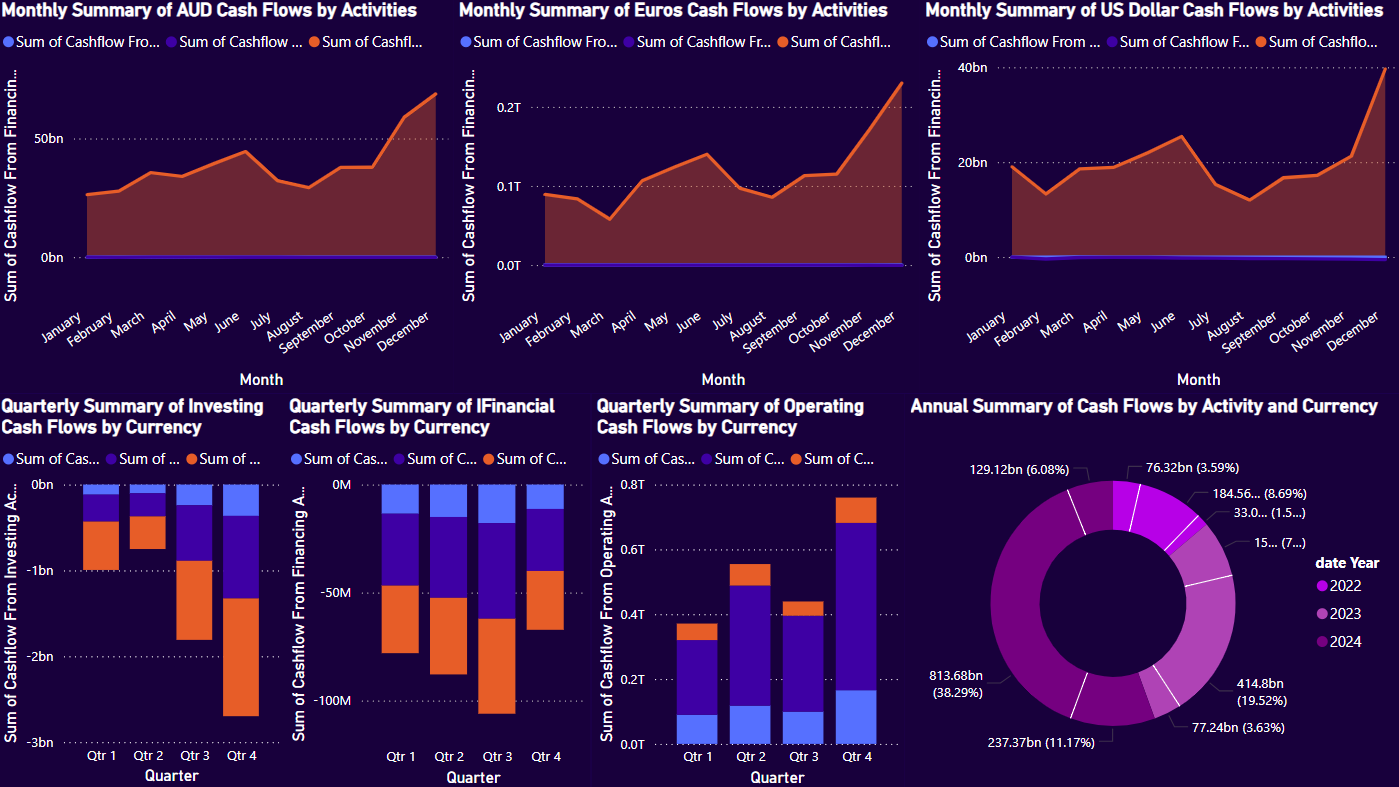 Monthly Summary of AUD Cash Flows by Activities
Sum of Cashflow Fro... Sum of Cashflow ... Sum of Cashfl...
Sum of Cashflow From Financin...
50bn
0bn
January February March April May June July August September October November December
Month
Monthly Summary of Euros Cash Flows by Activities
Sum of Cashflow Fro... Sum of Cashflow Fr... Sum of Cashfl...
Sum of Cashflow From Financin...
0.2T
0.1T
0.0T
January February March April May June July August September October November December
Month
Monthly Summary of US Dollar Cash Flows by Activities
Sum of Cashflow From ... Sum of Cashflow F... Sum of Cashflo...
Sum of Cashflow From Financin...
40bn
20bn
0bn
January February March April May June July August September October November December
Month
Quarterly Summary of Investing
Cash Flows by Currency
Sum of Cas... Sum of ... Sum of ...
Sum of Cashflow From Investing Ac...
0bn
-1bn
-2bn
-3bn
Qtr 1 Qtr 2 Qtr 3 Qtr 4
Quarter
Quarterly Summary of IFinancial
Cash Flows by Currency
Sum of Cas... Sum of C... Sum of C...
Sum of Cashflow From Financing A...
0M
-50M
-100M
Qtr 1 Qtr 2 Qtr 3 Qtr 4
Quarter
Quarterly Summary of Operating
Cash Flows by Currency
Sum of Cas... Sum of C... Sum of C...
Sum of Cashflow From Operating A...
0.8T
0.6T
0.4T
0.2T
0.0T
Qtr 1 Qtr 2 Qtr 3 Qtr 4
Quarter
Annual Summary of Cash Flows by Activity and Currency
129.12bn (6.08%)
76.32bn (3.59%)
184.56... (8.69%)
33.0... (1.5...)
15... (7...)
414.8bn
(19.52%)
77.24bn (3.63%)
237.37bn (11.17%)
813.68bn
(38.29%)
date Year
2022
2023
2024